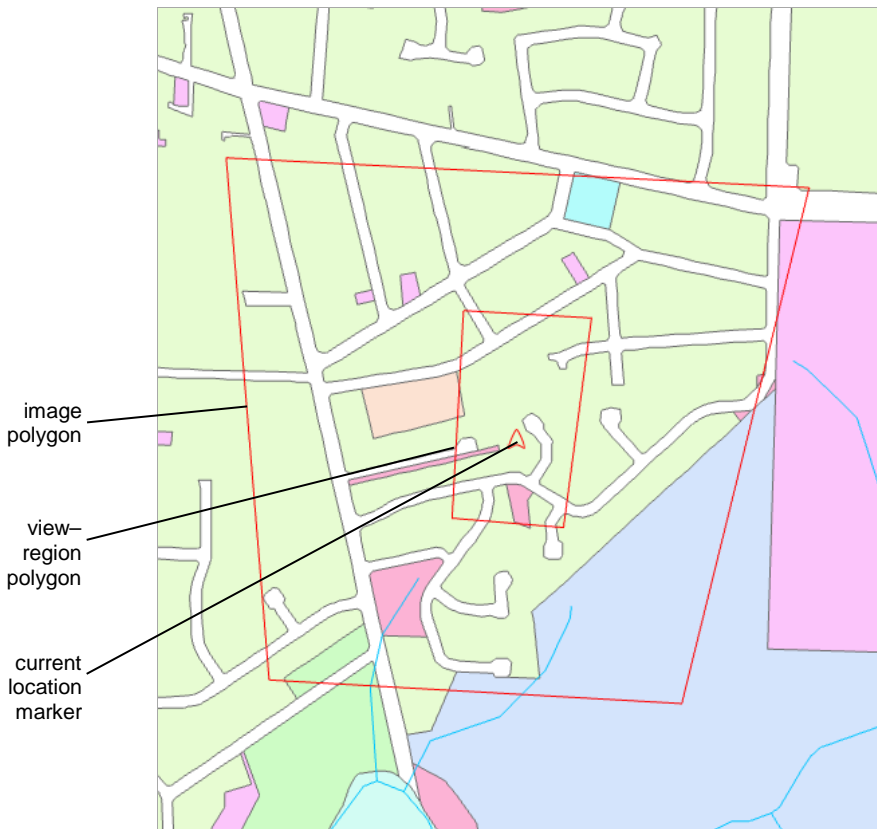 image
polygon
view–
region
polygon
current
location
marker